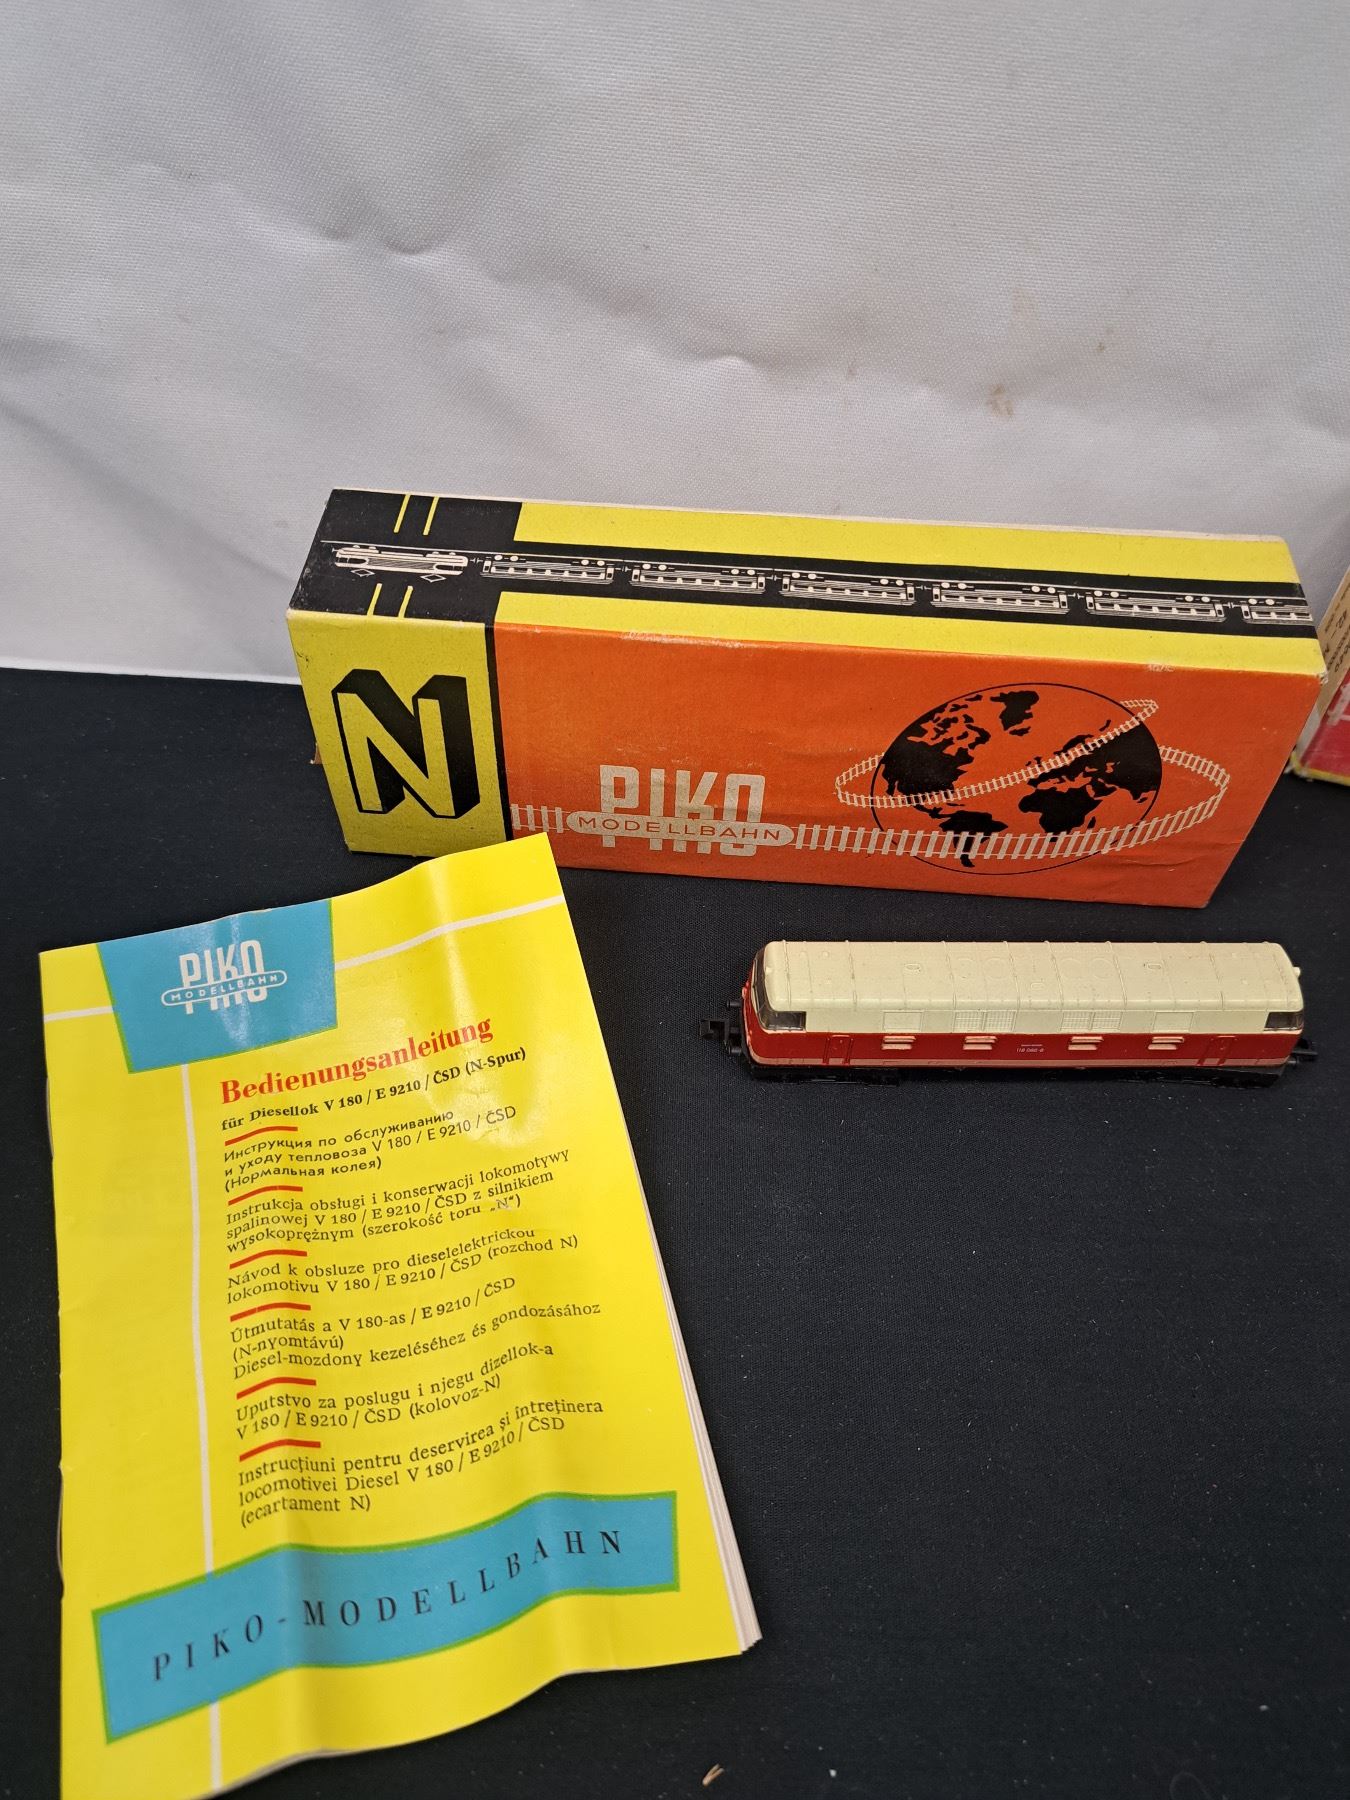 N
PIKO
MODELLBAHN
PIKO
MODELLBAHN
Bedienungsanleitung
für Diesellok V 180 / E 9210 / ČSD (N-Spur)
Инструкция по обслуживанию
и уходу тепловоза V 180 / E 9210 / ČSD
(Нормальная колея)
Instrukcja obsługi i konserwacji lokomotywy
spalinowej V 180 / E 9210 / ČSD z silnikiem
wysokoprężnym (szerokość toru „N“)
Návod k obsluze pro dieselelektrickou
lokomotivu V 180 / E 9210 / ČSD (rozchod N)
Útmutatás a V 180-as / E 9210 / ČSD
(N-nyomtávú)
Diesel-mozdony kezeléséhez és gondozásához
Uputstvo za poslugu i njegu dizellok-a
V 180 / E 9210 / ČSD (kolovoz-N)
Instrucțiuni pentru deservirea și întreținera
locomotivei Diesel V 180 / E 9210 / ČSD
(ecartament N)
PIKO-MODELLBAHN